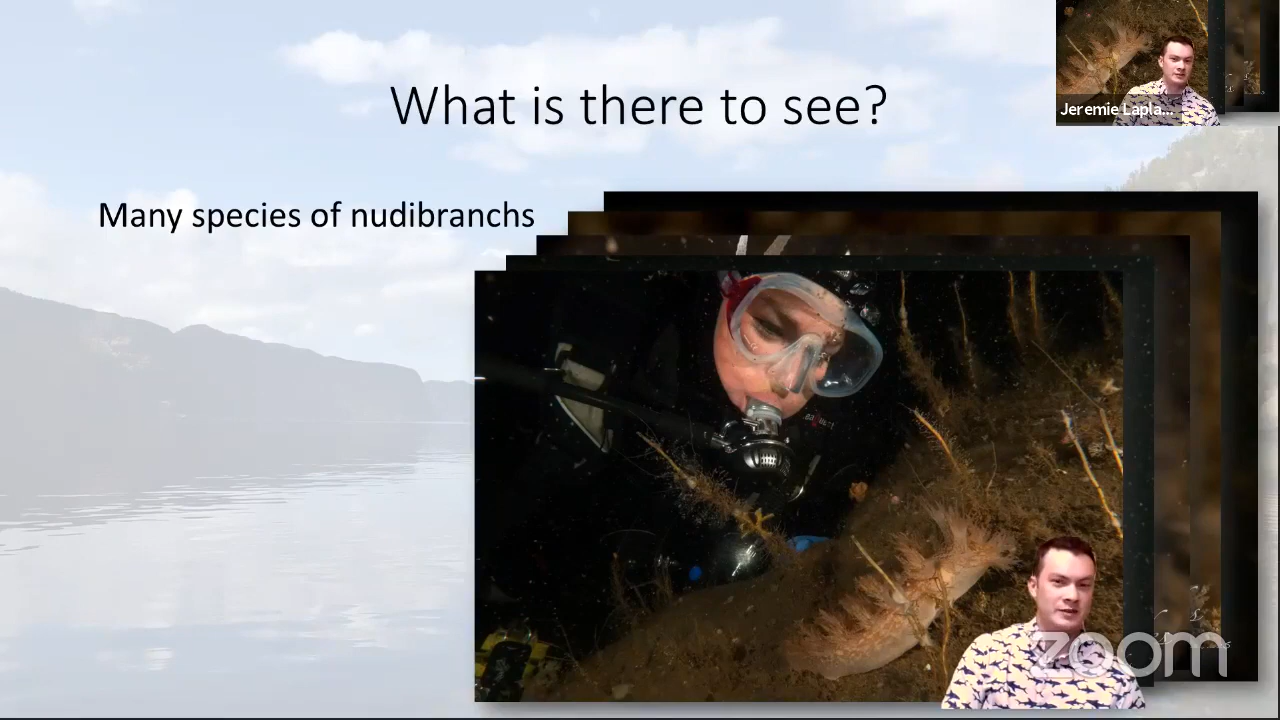 What is there to see?
Jeremie Lapla...
Many species of nudibranchs
zoom